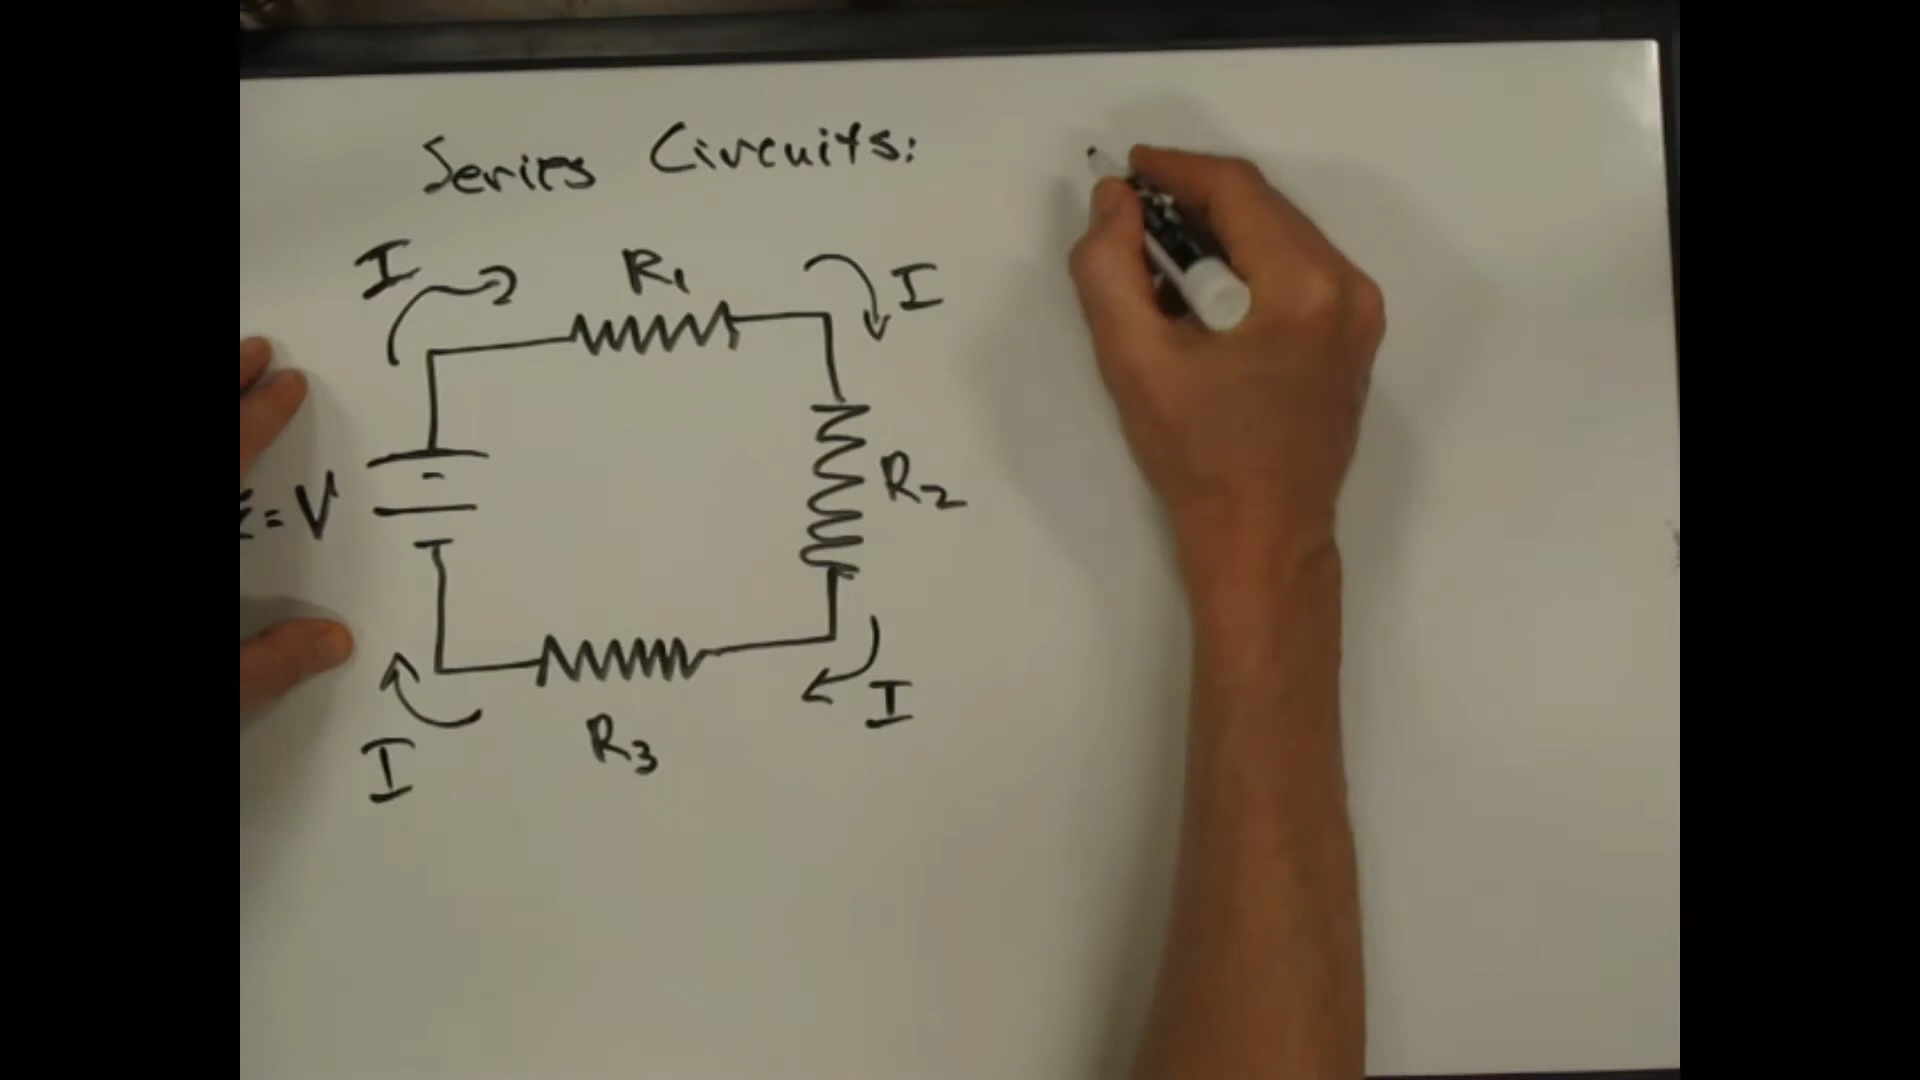 Series Circuits:
I
R1
I
R2
ε=V
I
R3
I